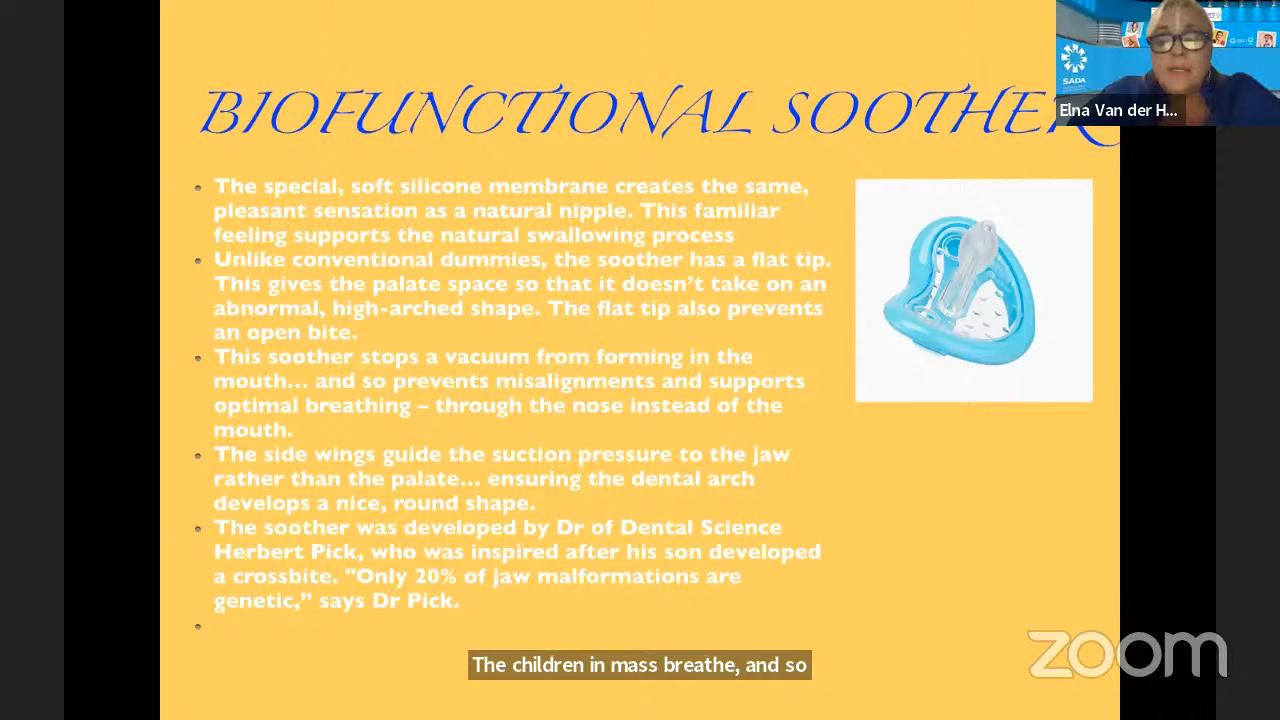 BIOFUNCTIONAL SOOTHERS
SADA
Elna Van der H...
The special, soft silicone membrane creates the same,
pleasant sensation as a natural nipple. This familiar
feeling supports the natural swallowing process
Unlike conventional dummies, the soother has a flat tip.
This gives the palate space so that it doesn’t take on an
abnormal, high-arched shape. The flat tip also prevents
an open bite.
This soother stops a vacuum from forming in the
mouth… and so prevents misalignments and supports
optimal breathing – through the nose instead of the
mouth.
The side wings guide the suction pressure to the jaw
rather than the palate… ensuring the dental arch
develops a nice, round shape.
The soother was developed by Dr of Dental Science
Herbert Pick, who was inspired after his son developed
a crossbite. "Only 20% of jaw malformations are
genetic,” says Dr Pick.
The children in mass breathe, and so
zoom